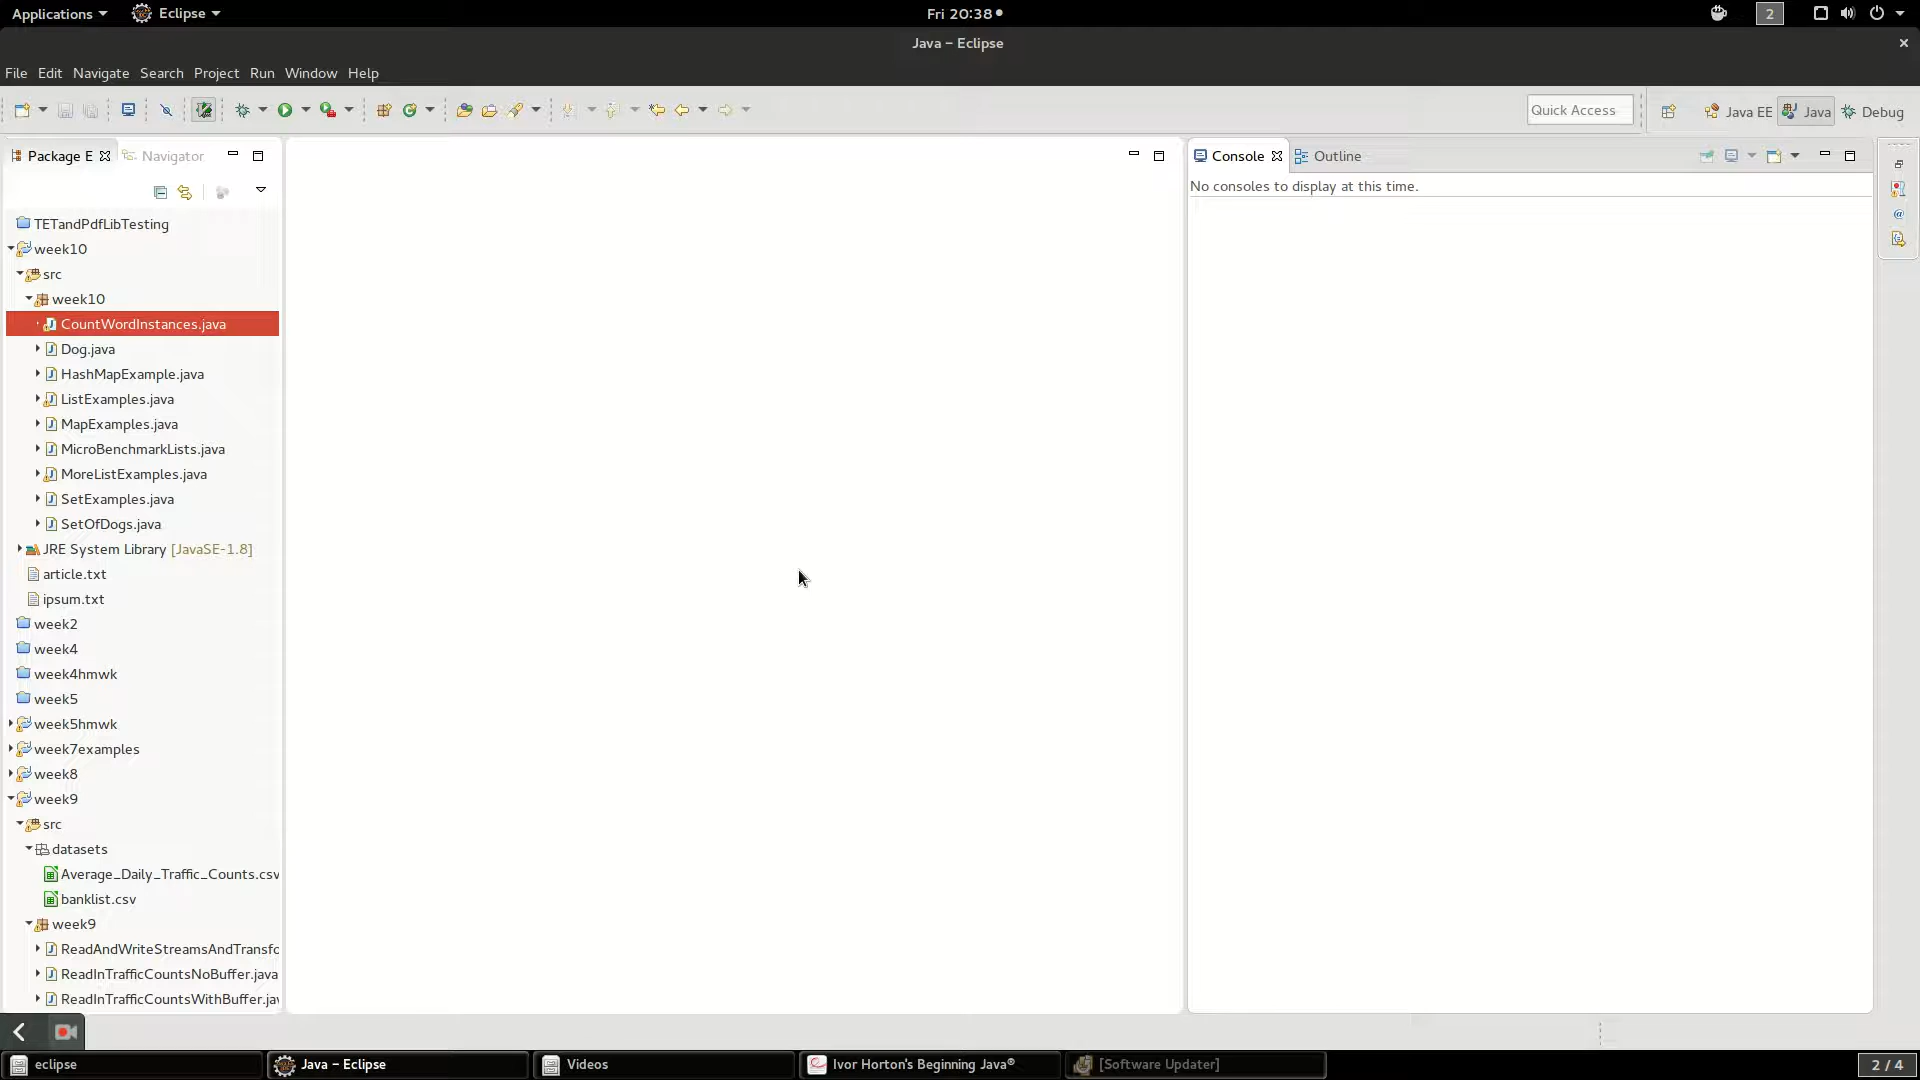 Applications Eclipse Fri 20:38 2
Java – Eclipse
File Edit Navigate Search Project Run Window Help
Quick Access Java EE Java Debug
Package E Navigator
Console Outline
No consoles to display at this time.
TETandPdfLibTesting
week10
src
week10
CountWordInstances.java
Dog.java
HashMapExample.java
ListExamples.java
MapExamples.java
MicroBenchmarkLists.java
MoreListExamples.java
SetExamples.java
SetOfDogs.java
JRE System Library [JavaSE-1.8]
article.txt
ipsum.txt
week2
week4
week4hmwk
week5
week5hmwk
week7examples
week8
week9
src
datasets
Average_Daily_Traffic_Counts.csv
banklist.csv
week9
ReadAndWriteStreamsAndTransfo
ReadInTrafficCountsNoBuffer.java
ReadInTrafficCountsWithBuffer.jav
eclipse Java – Eclipse Videos Ivor Horton's Beginning Java® [Software Updater] 2 / 4